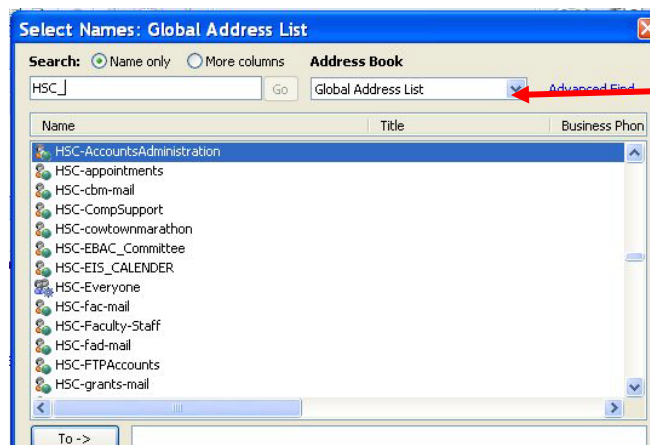 Select Names: Global Address List
Search: Name only More columns Address Book
HSC_ Go Global Address List Advanced Find
Name Title Business Phon
HSC-AccountsAdministration
HSC-appointments
HSC-cbm-mail
HSC-CompSupport
HSC-cowtownmarathon
HSC-EBAC_Committee
HSC-EIS_CALENDER
HSC-Everyone
HSC-fac-mail
HSC-Faculty-Staff
HSC-fad-mail
HSC-FTPAccounts
HSC-grants-mail
To ->